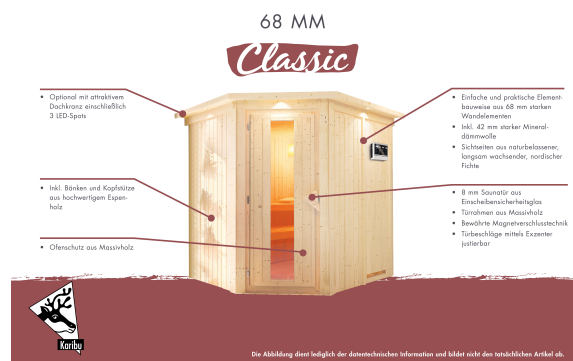 68 MM
Classic
• Optional mit attraktivem
Dachkranz einschließlich
3 LED-Spots
• Inkl. Bänken und Kopfstütze
aus hochwertigem Espen-
holz
• Ofenschutz aus Massivholz
• Einfache und praktische Element-
bauweise aus 68 mm starken
Wandelementen
• Inkl. 42 mm starker Mineral-
dämmwolle
• Sichtseiten aus naturbelassener,
langsam wachsender, nordischer
Fichte
• 8 mm Saunatür aus
Einscheibensicherheitsglas
• Türrahmen aus Massivholz
• Bewährte Magnetverschlusstechnik
• Türbeschläge mittels Exzenter
justierbar
Karibu
Die Abbildung dient lediglich der datentechnischen Information und bildet nicht den tatsächlichen Artikel ab.